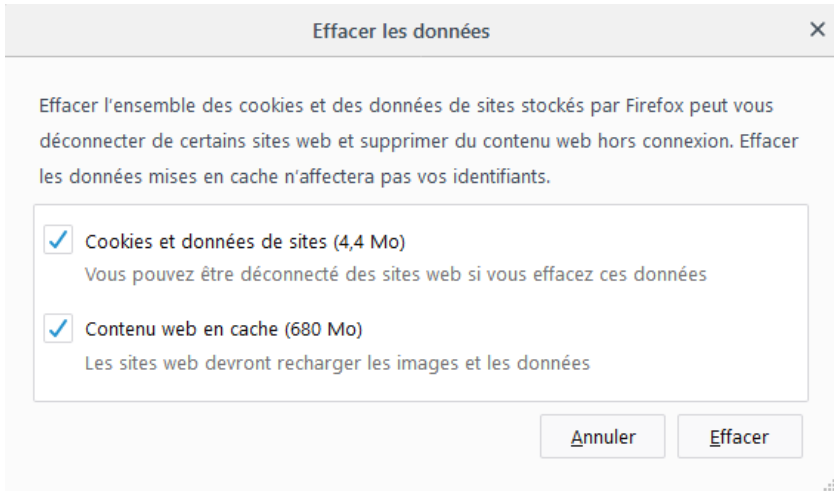 Effacer les données
Effacer l'ensemble des cookies et des données de sites stockés par Firefox peut vous
déconnecter de certains sites web et supprimer du contenu web hors connexion. Effacer
les données mises en cache n'affectera pas vos identifiants.
Cookies et données de sites (4,4 Mo)
Vous pouvez être déconnecté des sites web si vous effacez ces données
Contenu web en cache (680 Mo)
Les sites web devront recharger les images et les données
Annuler Effacer